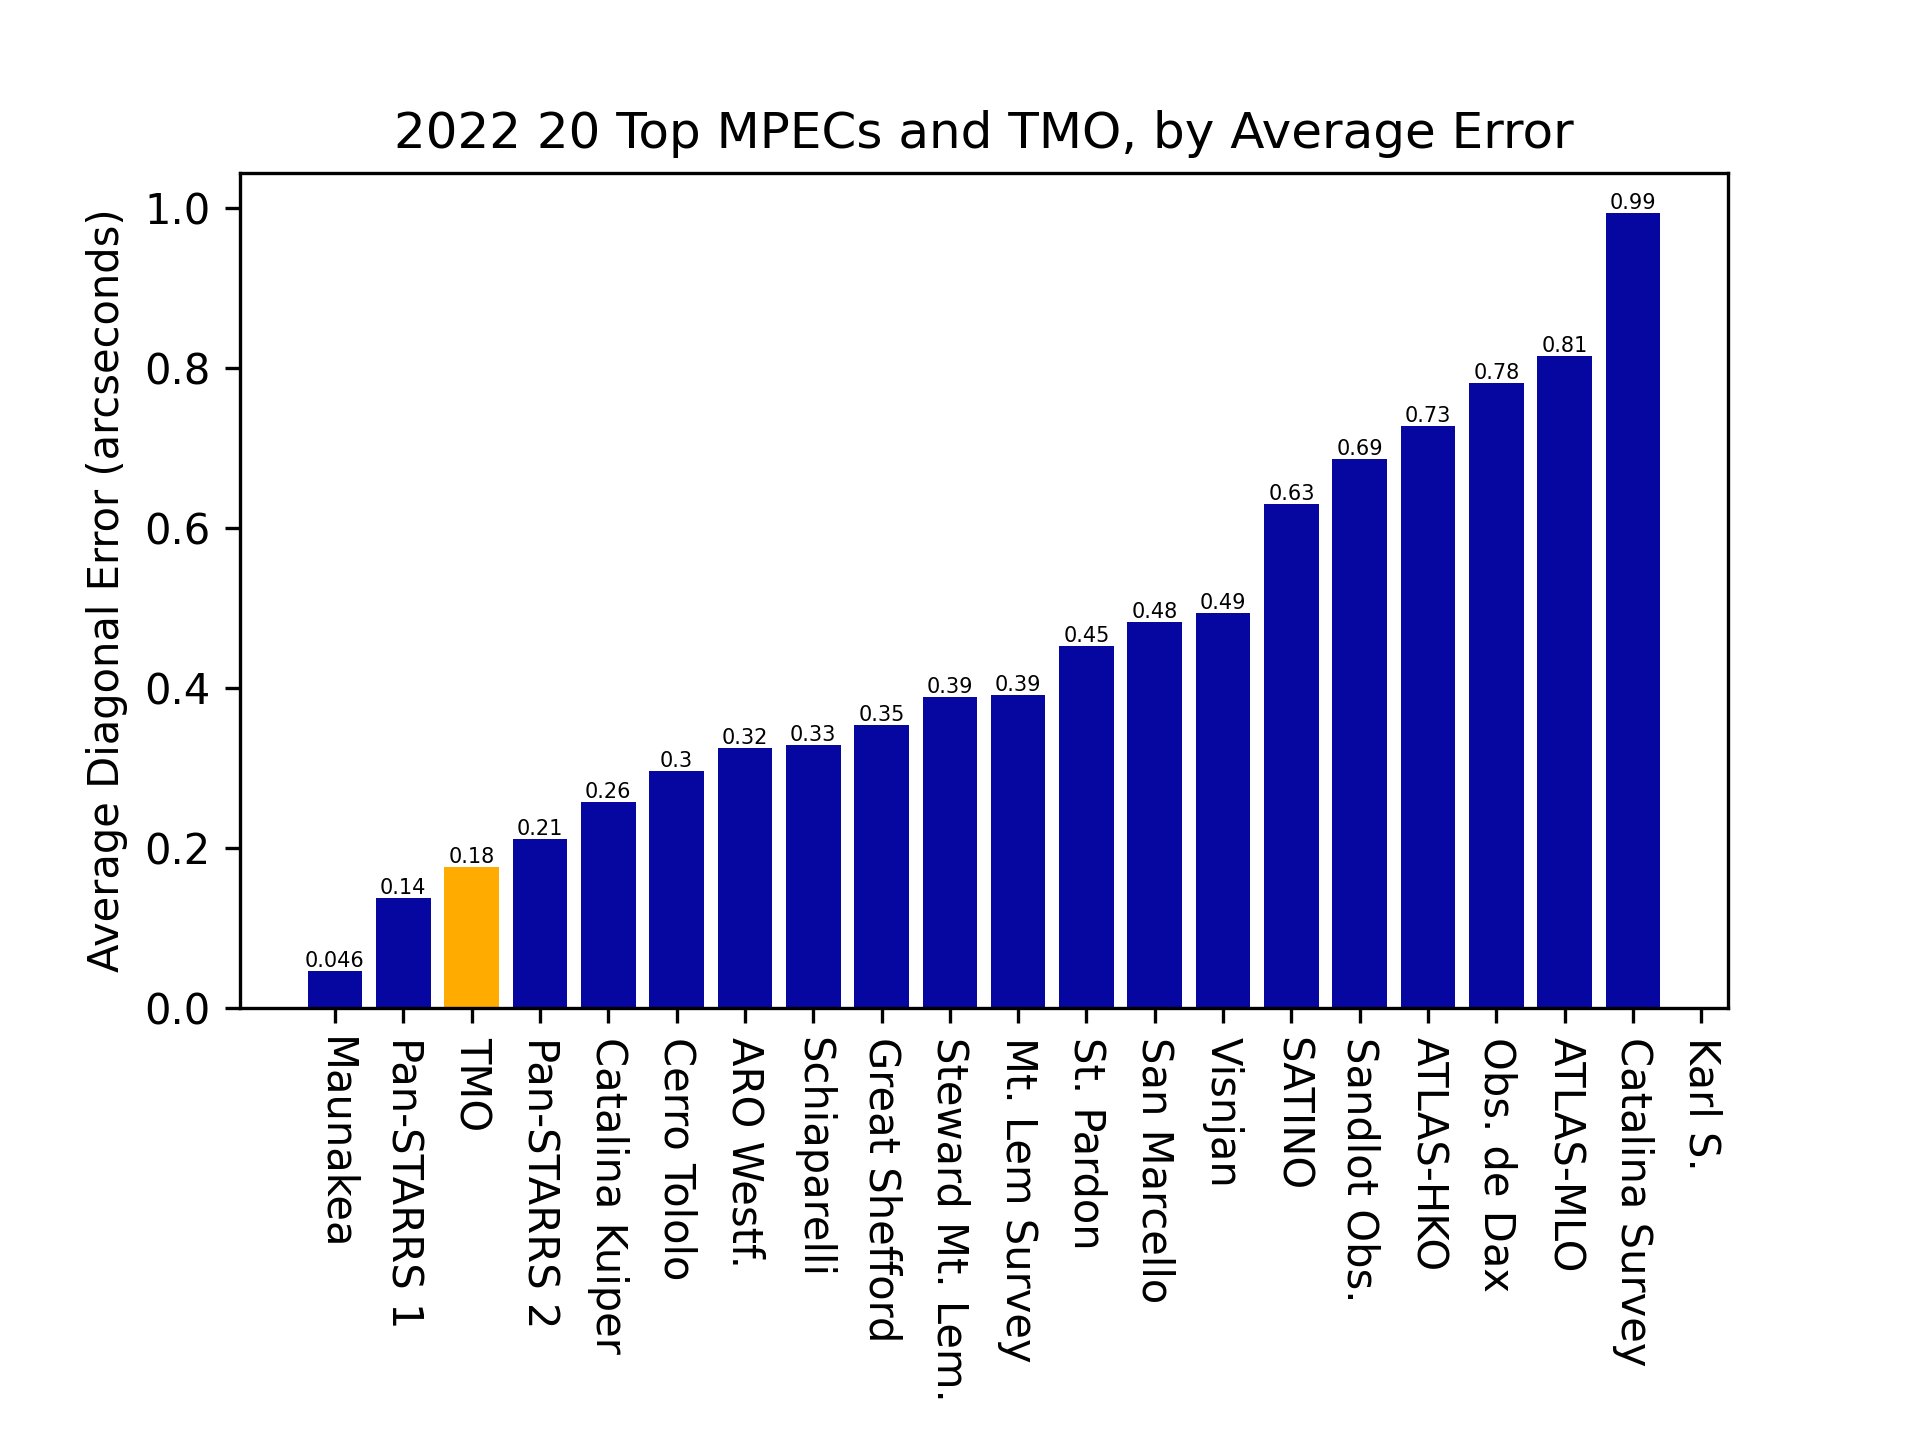 2022 20 Top MPECs and TMO, by Average Error
Average Diagonal Error (arcseconds)
1.0
0.8
0.6
0.4
0.2
0.0
0.046
0.14
0.18
0.21
0.26
0.3
0.32
0.33
0.35
0.39
0.39
0.45
0.48
0.49
0.63
0.69
0.73
0.78
0.81
0.99
Maunakea
Pan-STARRS 1
TMO
Pan-STARRS 2
Catalina Kuiper
Cerro Tololo
ARO Westf.
Schiaparelli
Great Shefford
Steward Mt. Lem.
Mt. Lem Survey
St. Pardon
San Marcello
Visnjan
SATINO
Sandlot Obs.
ATLAS-HKO
Obs. de Dax
ATLAS-MLO
Catalina Survey
Karl S.